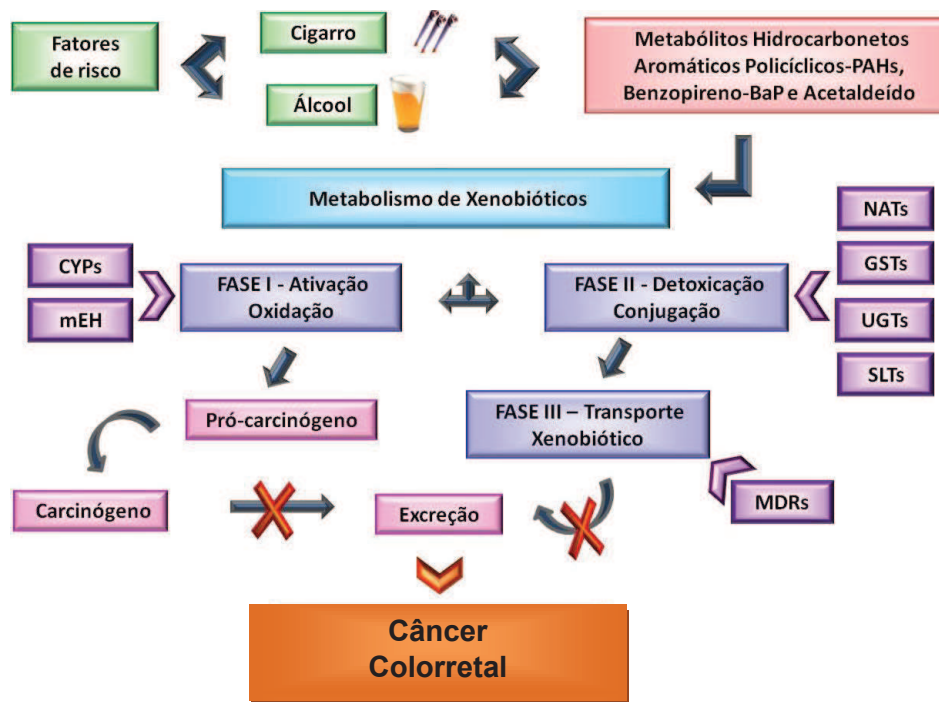 Fatores
de risco
Cigarro
Álcool
Metabólitos Hidrocarbonetos
Aromáticos Policíclicos-PAHs,
Benzopireno-BaP e Acetaldeído
Metabolismo de Xenobióticos
CYPs
mEH
FASE I - Ativação
Oxidação
FASE II - Detoxicação
Conjugação
NATs
GSTs
UGTs
SLTs
Pró-carcinógeno
FASE III – Transporte
Xenobiótico
MDRs
Carcinógeno
Excreção
Câncer
Colorretal